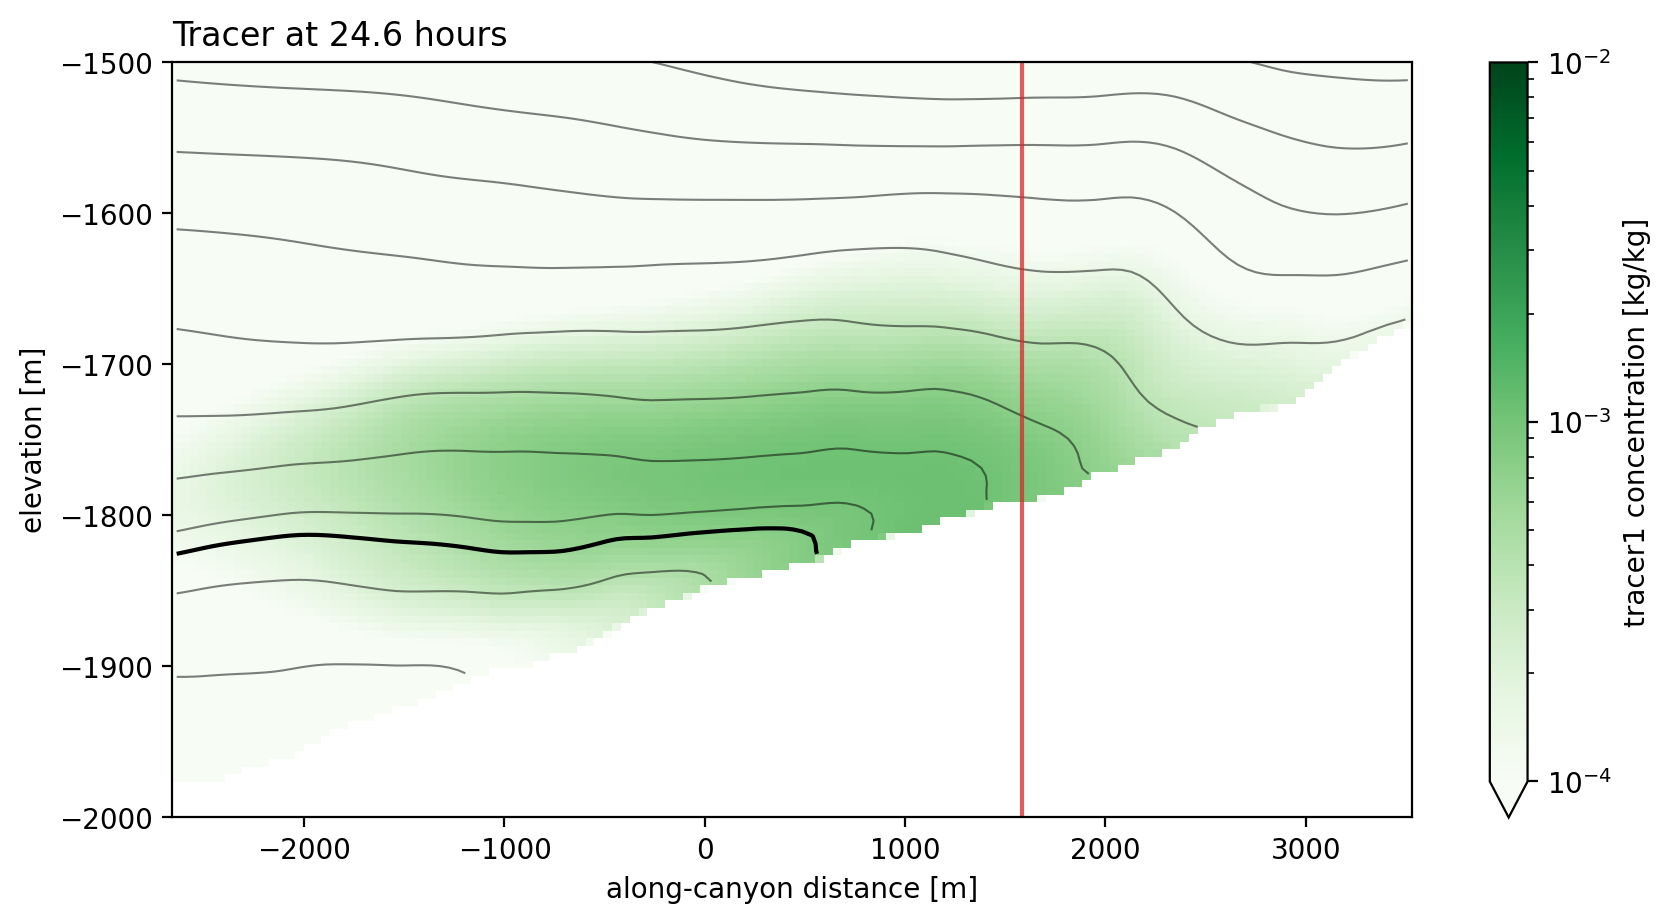 Tracer at 24.6 hours
−1500
−1600
−1700
−1800
−1900
−2000
elevation [m]
−2000 −1000 0 1000 2000 3000
along-canyon distance [m]
10⁻²
10⁻³
10⁻⁴
tracer1 concentration [kg/kg]